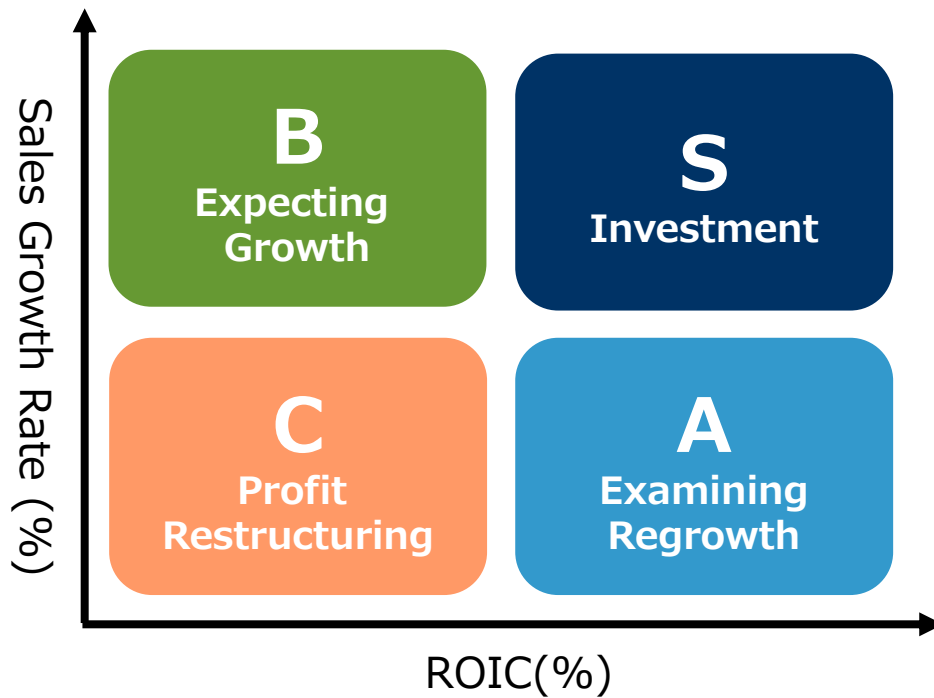 Sales Growth Rate (%)
B
Expecting
Growth
S
Investment
C
Profit
Restructuring
A
Examining
Regrowth
ROIC(%)